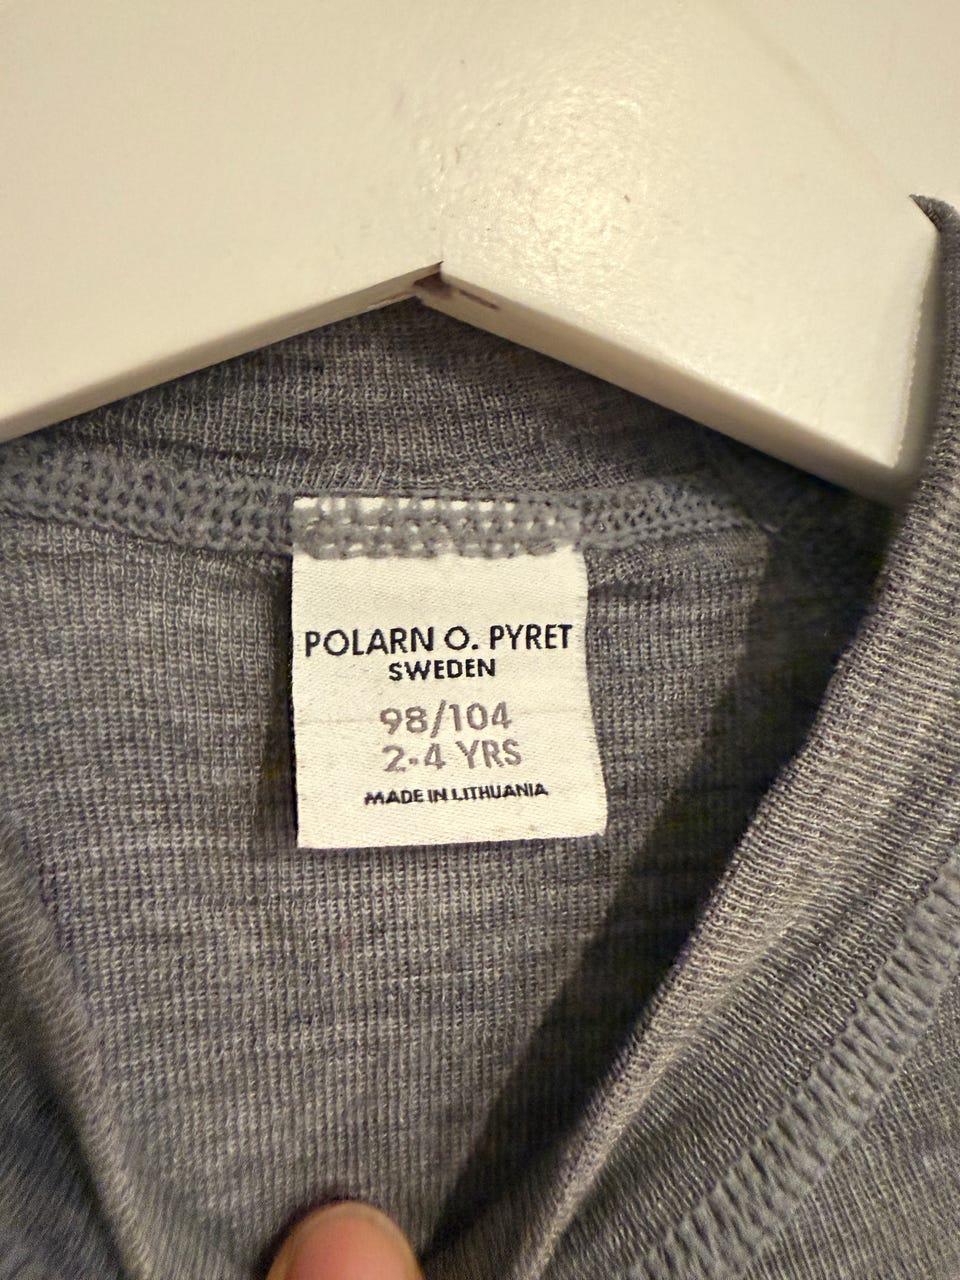 POLARN O. PYRET
SWEDEN
98/104
2-4 YRS
MADE IN LITHUANIA